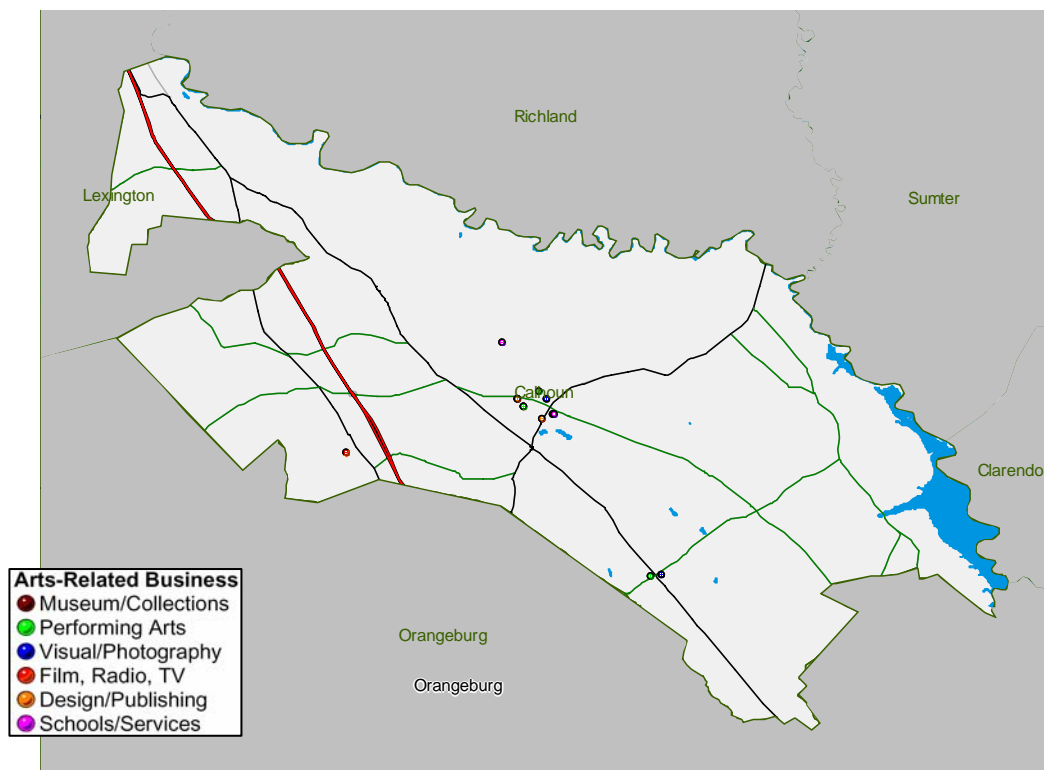 Richland
Lexington
Sumter
Calhoun
Clarendo
Arts-Related Business
Museum/Collections
Performing Arts
Visual/Photography
Film, Radio, TV
Design/Publishing
Schools/Services
Orangeburg
Orangeburg